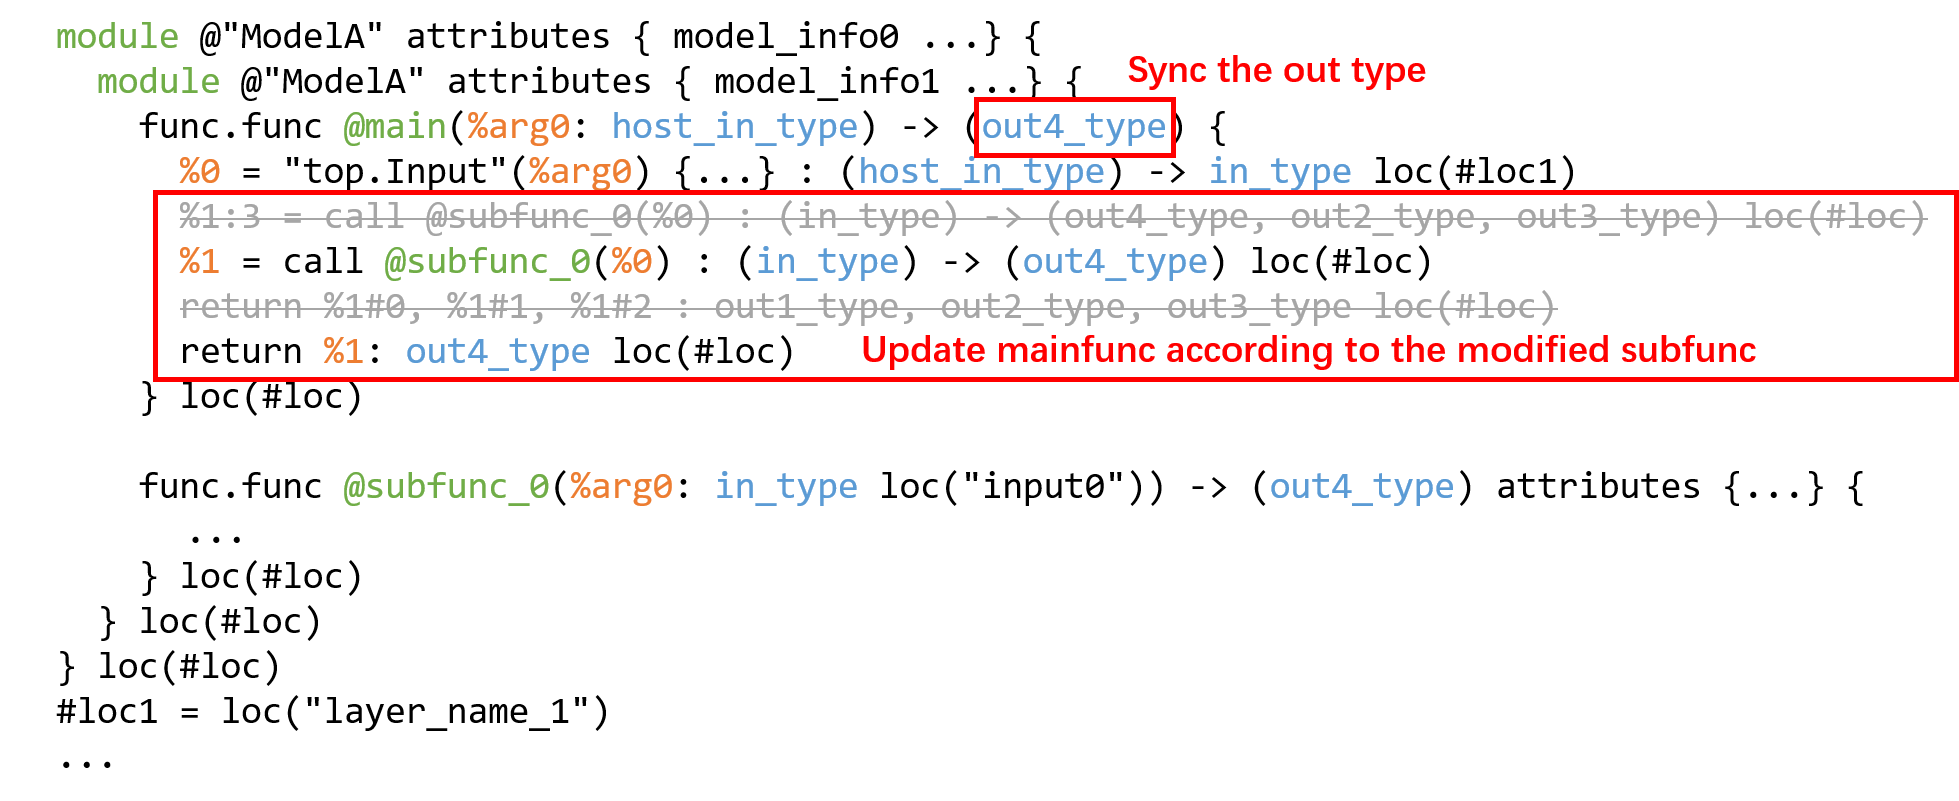 module @"ModelA" attributes { model_info0 ...} {
module @"ModelA" attributes { model_info1 ...} {
Sync the out type
func.func @main(%arg0: host_in_type) -> (out4_type) {
%0 = "top.Input"(%arg0) {...} : (host_in_type) -> in_type loc(#loc1)
%1:3 = call @subfunc_0(%0) : (in_type) -> (out4_type, out2_type, out3_type) loc(#loc)
%1 = call @subfunc_0(%0) : (in_type) -> (out4_type) loc(#loc)
return %1#0, %1#1, %1#2 : out1_type, out2_type, out3_type loc(#loc)
return %1: out4_type loc(#loc)
Update mainfunc according to the modified subfunc
} loc(#loc)
func.func @subfunc_0(%arg0: in_type loc("input0")) -> (out4_type) attributes {...} {
...
} loc(#loc)
} loc(#loc)
} loc(#loc)
#loc1 = loc("layer_name_1")
...